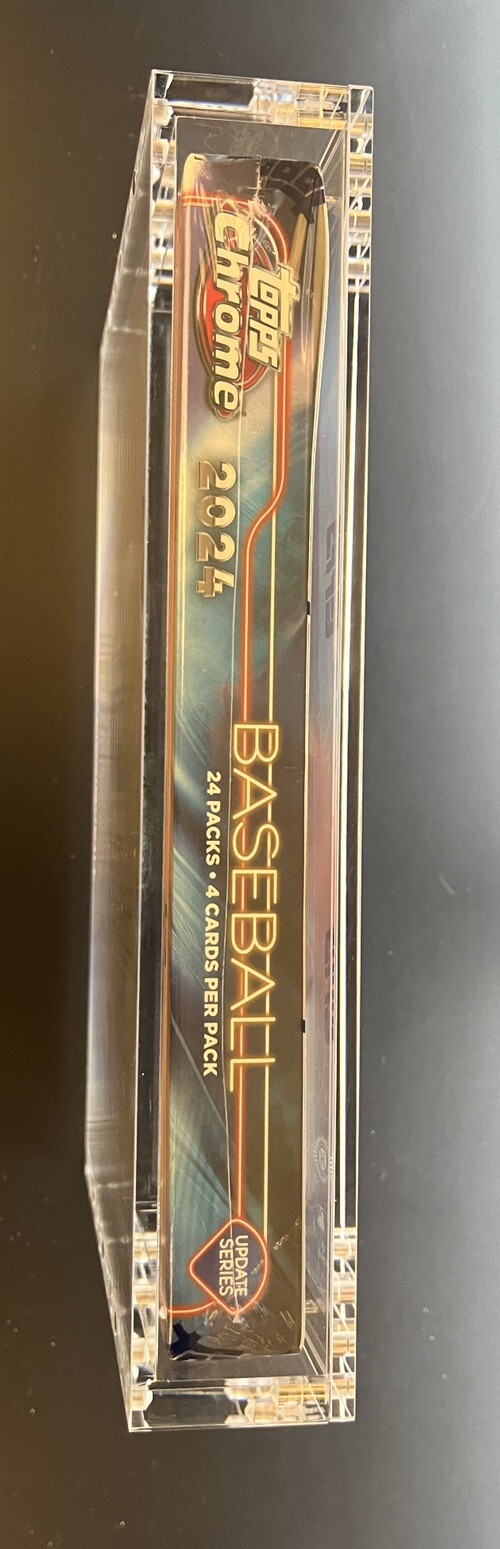 Topps
Chrome
2024
BASEBALL
24 PACKS • 4 CARDS PER PACK
UPDATE
SERIES